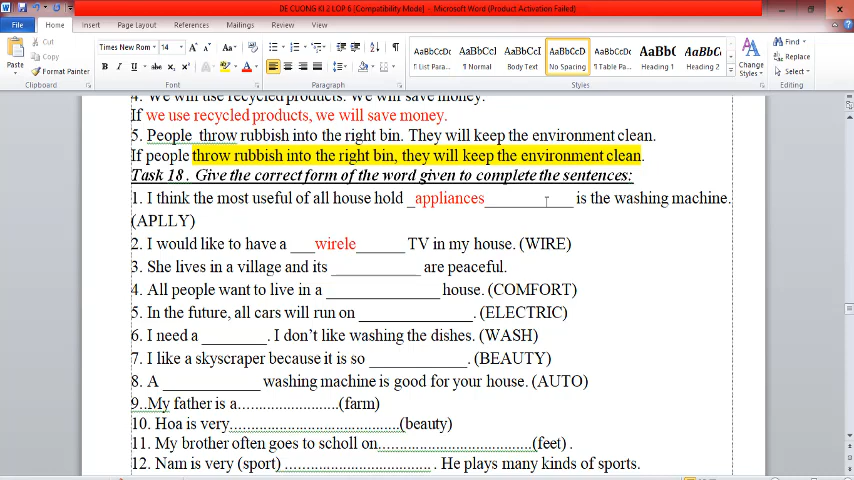 DE CUONG KI 2 LOP 6 [Compatibility Mode] - Microsoft Word (Product Activation Failed)
File Home Insert Page Layout References Mailings Review View
Cut
Copy
Format Painter
Paste
Clipboard
Times New Rom 14
Font
Paragraph
AaBbCcDc AaBbCcI AaBbCcI AaBbCcD AaBbCcDc AaBbC AaBbCc
¶ List Para... ¶ Normal Body Text No Spacing ¶ Table Pa... Heading 1 Heading 2
Change Styles
Styles
Find
Replace
Select
Editing
4. We will use recycled products. We will save money.
If we use recycled products, we will save money.
5. People throw rubbish into the right bin. They will keep the environment clean.
If people throw rubbish into the right bin, they will keep the environment clean.
Task 18 . Give the correct form of the word given to complete the sentences:
1. I think the most useful of all house hold _appliances__________ is the washing machine.
(APLLY)
2. I would like to have a ___wirele______ TV in my house. (WIRE)
3. She lives in a village and its ___________ are peaceful.
4. All people want to live in a ______________ house. (COMFORT)
5. In the future, all cars will run on ______________. (ELECTRIC)
6. I need a ________. I don’t like washing the dishes. (WASH)
7. I like a skyscraper because it is so ____________. (BEAUTY)
8. A ____________ washing machine is good for your house. (AUTO)
9..My father is a.........................(farm)
10. Hoa is very..........................................(beauty)
11. My brother often goes to scholl on......................................(feet) .
12. Nam is very (sport) .................................... . He plays many kinds of sports.